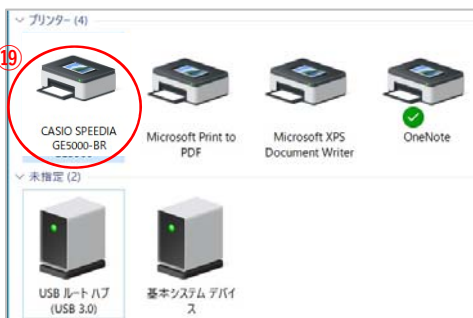 プリンター (4)
⑲
CASIO SPEEDIA
GE5000-BR
Microsoft Print to
PDF
Microsoft XPS
Document Writer
OneNote
未指定 (2)
USB ルート ハブ
(USB 3.0)
基本システム デバイ
ス